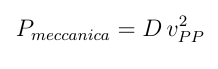 P_{meccanica} = D v_{PP}^2